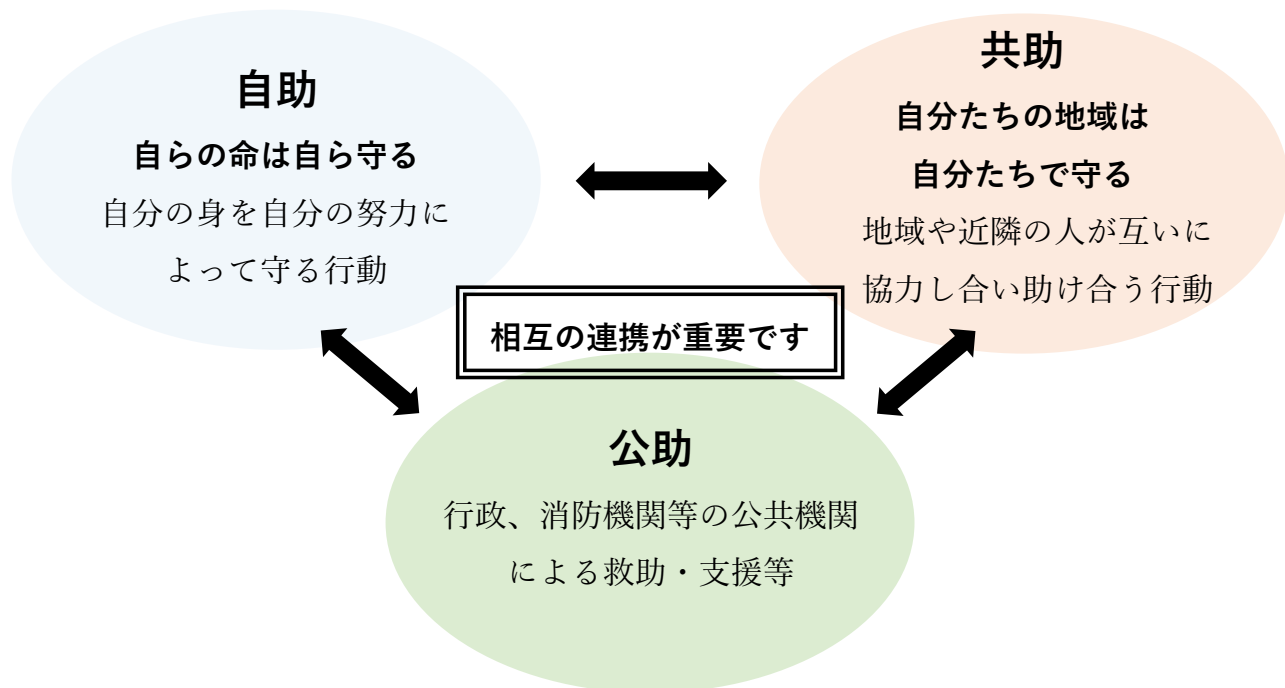 自助
自らの命は自ら守る
自分の身を自分の努力に
よって守る行動
共助
自分たちの地域は
自分たちで守る
地域や近隣の人が互いに
協力し合い助け合う行動
相互の連携が重要です
公助
行政、消防機関等の公共機関
による救助・支援等